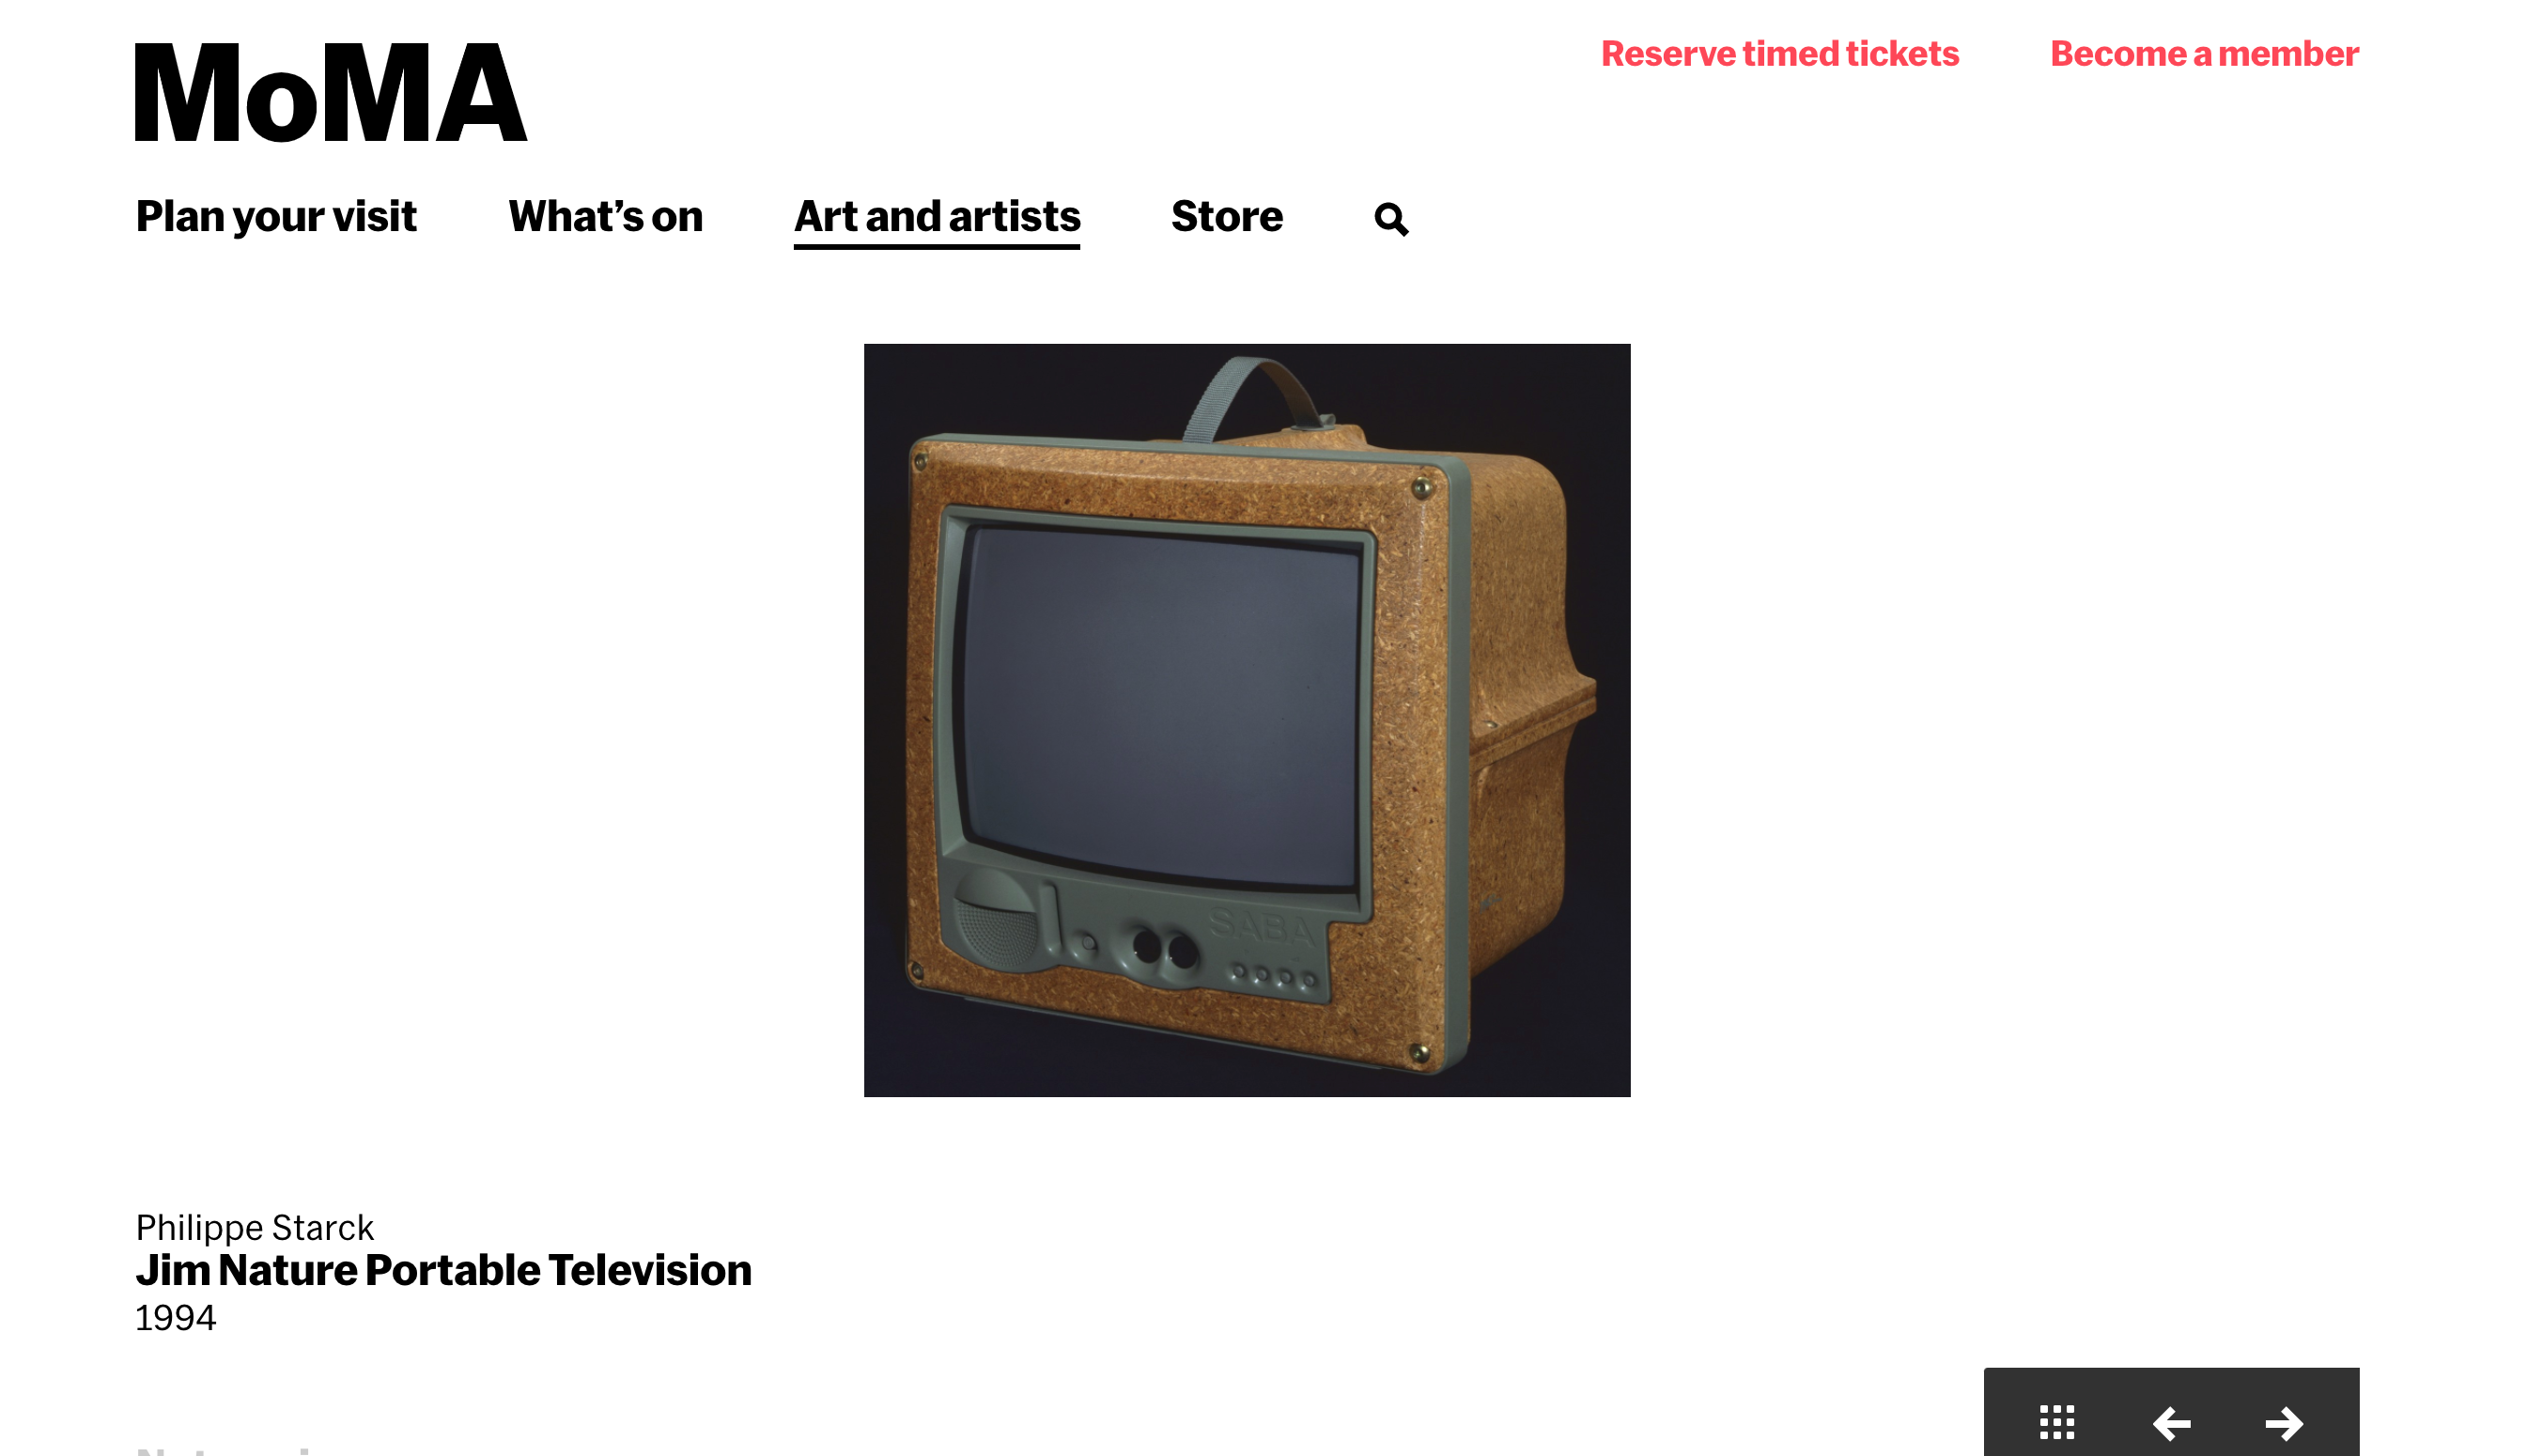 MoMA
Reserve timed tickets
Become a member
Plan your visit
What’s on
Art and artists
Store
SABA
Philippe Starck
Jim Nature Portable Television
1994